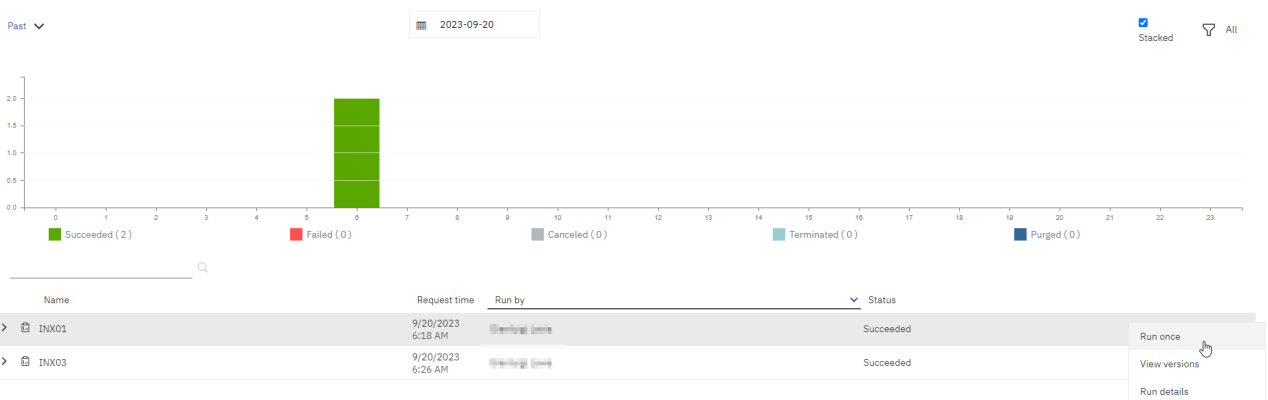 Past
2023-09-20
Stacked
All
2.0
1.5
1.0
0.5
0.0
0 1 2 3 4 5 6 7 8 9 10 11 12 13 14 15 16 17 18 19 20 21 22 23
Succeeded ( 2 ) Failed ( 0 ) Canceled ( 0 ) Terminated ( 0 ) Purged ( 0 )
Name Request time Run by Status
INX01 9/20/2023 6:18 AM Succeeded
INX03 9/20/2023 6:26 AM Succeeded
Run once
View versions
Run details